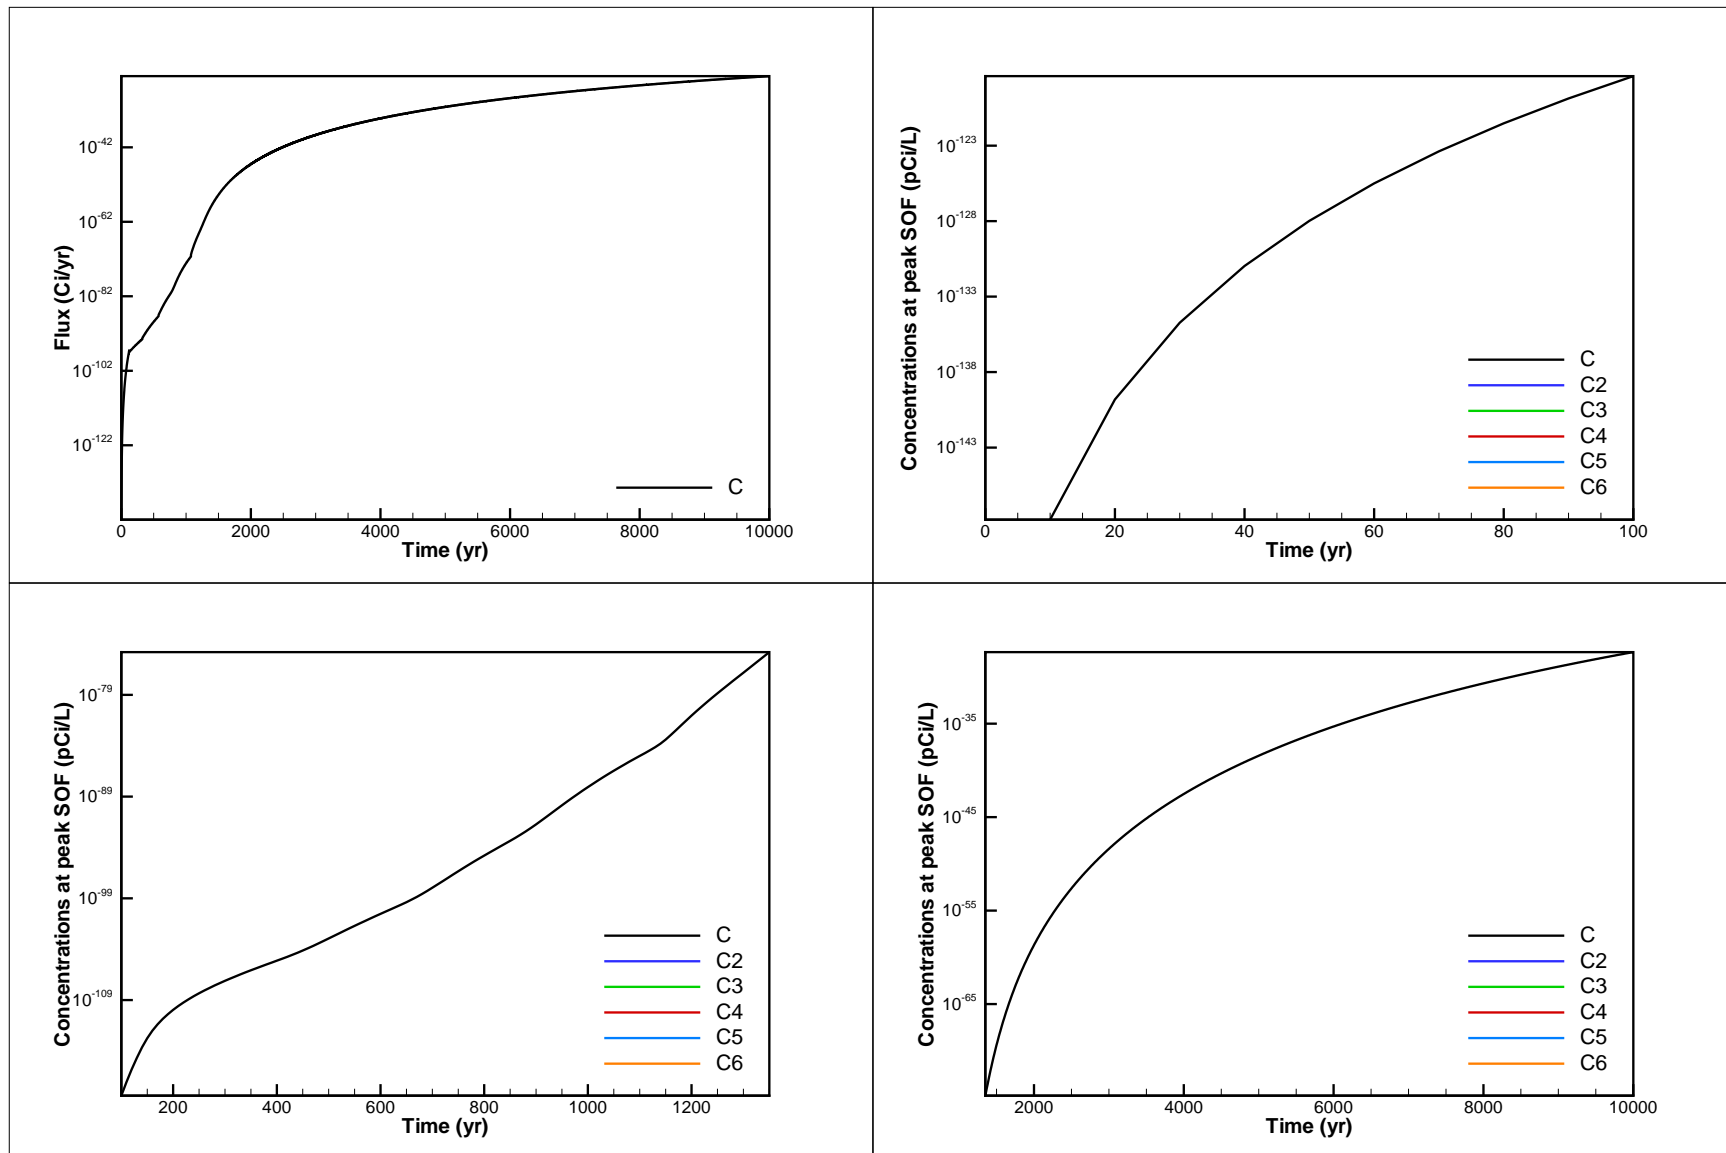 Flux (Ci/yr)
10^-42
10^-62
10^-82
10^-102
10^-122
C
0 2000 4000 6000 8000 10000
Time (yr)
Concentrations at peak SOF (pCi/L)
10^-123
10^-128
10^-133
10^-138
10^-143
C
C2
C3
C4
C5
C6
0 20 40 60 80 100
Time (yr)
Concentrations at peak SOF (pCi/L)
10^-79
10^-89
10^-99
10^-109
C
C2
C3
C4
C5
C6
200 400 600 800 1000 1200
Time (yr)
Concentrations at peak SOF (pCi/L)
10^-35
10^-45
10^-55
10^-65
C
C2
C3
C4
C5
C6
2000 4000 6000 8000 10000
Time (yr)